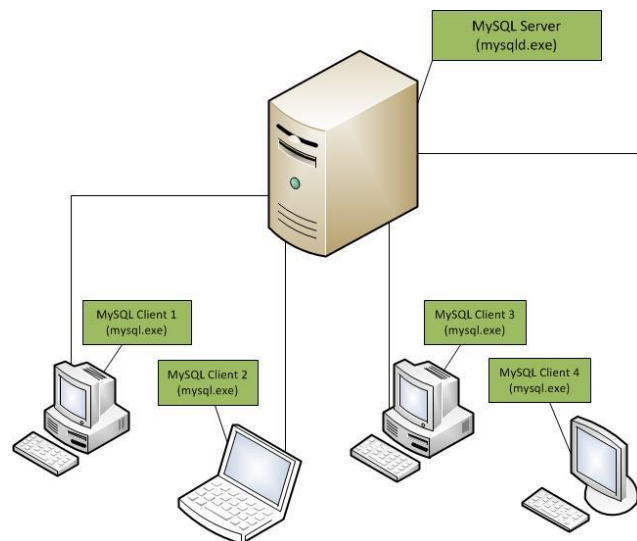 MySQL Server
(mysqld.exe)
MySQL Client 1
(mysql.exe)
MySQL Client 2
(mysql.exe)
MySQL Client 3
(mysql.exe)
MySQL Client 4
(mysql.exe)